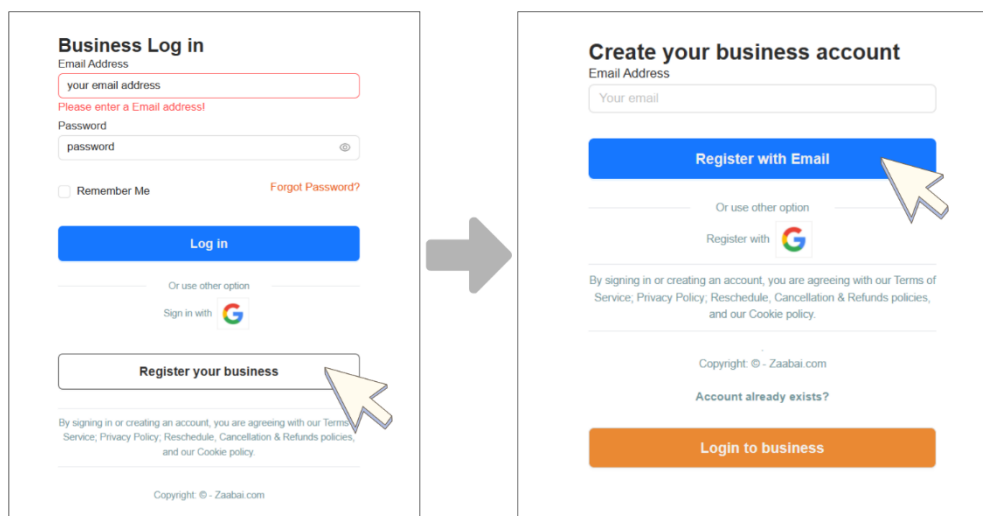 Business Log in
Email Address
your email address
Please enter a Email address!
Password
password
Remember Me
Forgot Password?
Log in
Or use other option
Sign in with
Register your business
By signing in or creating an account, you are agreeing with our Terms
Service; Privacy Policy; Reschedule, Cancellation & Refunds policies,
and our Cookie policy.
Copyright: © - Zaabai.com
Create your business account
Email Address
Your email
Register with Email
Or use other option
Register with
By signing in or creating an account, you are agreeing with our Terms of
Service; Privacy Policy; Reschedule, Cancellation & Refunds policies,
and our Cookie policy.
Copyright: © - Zaabai.com
Account already exists?
Login to business